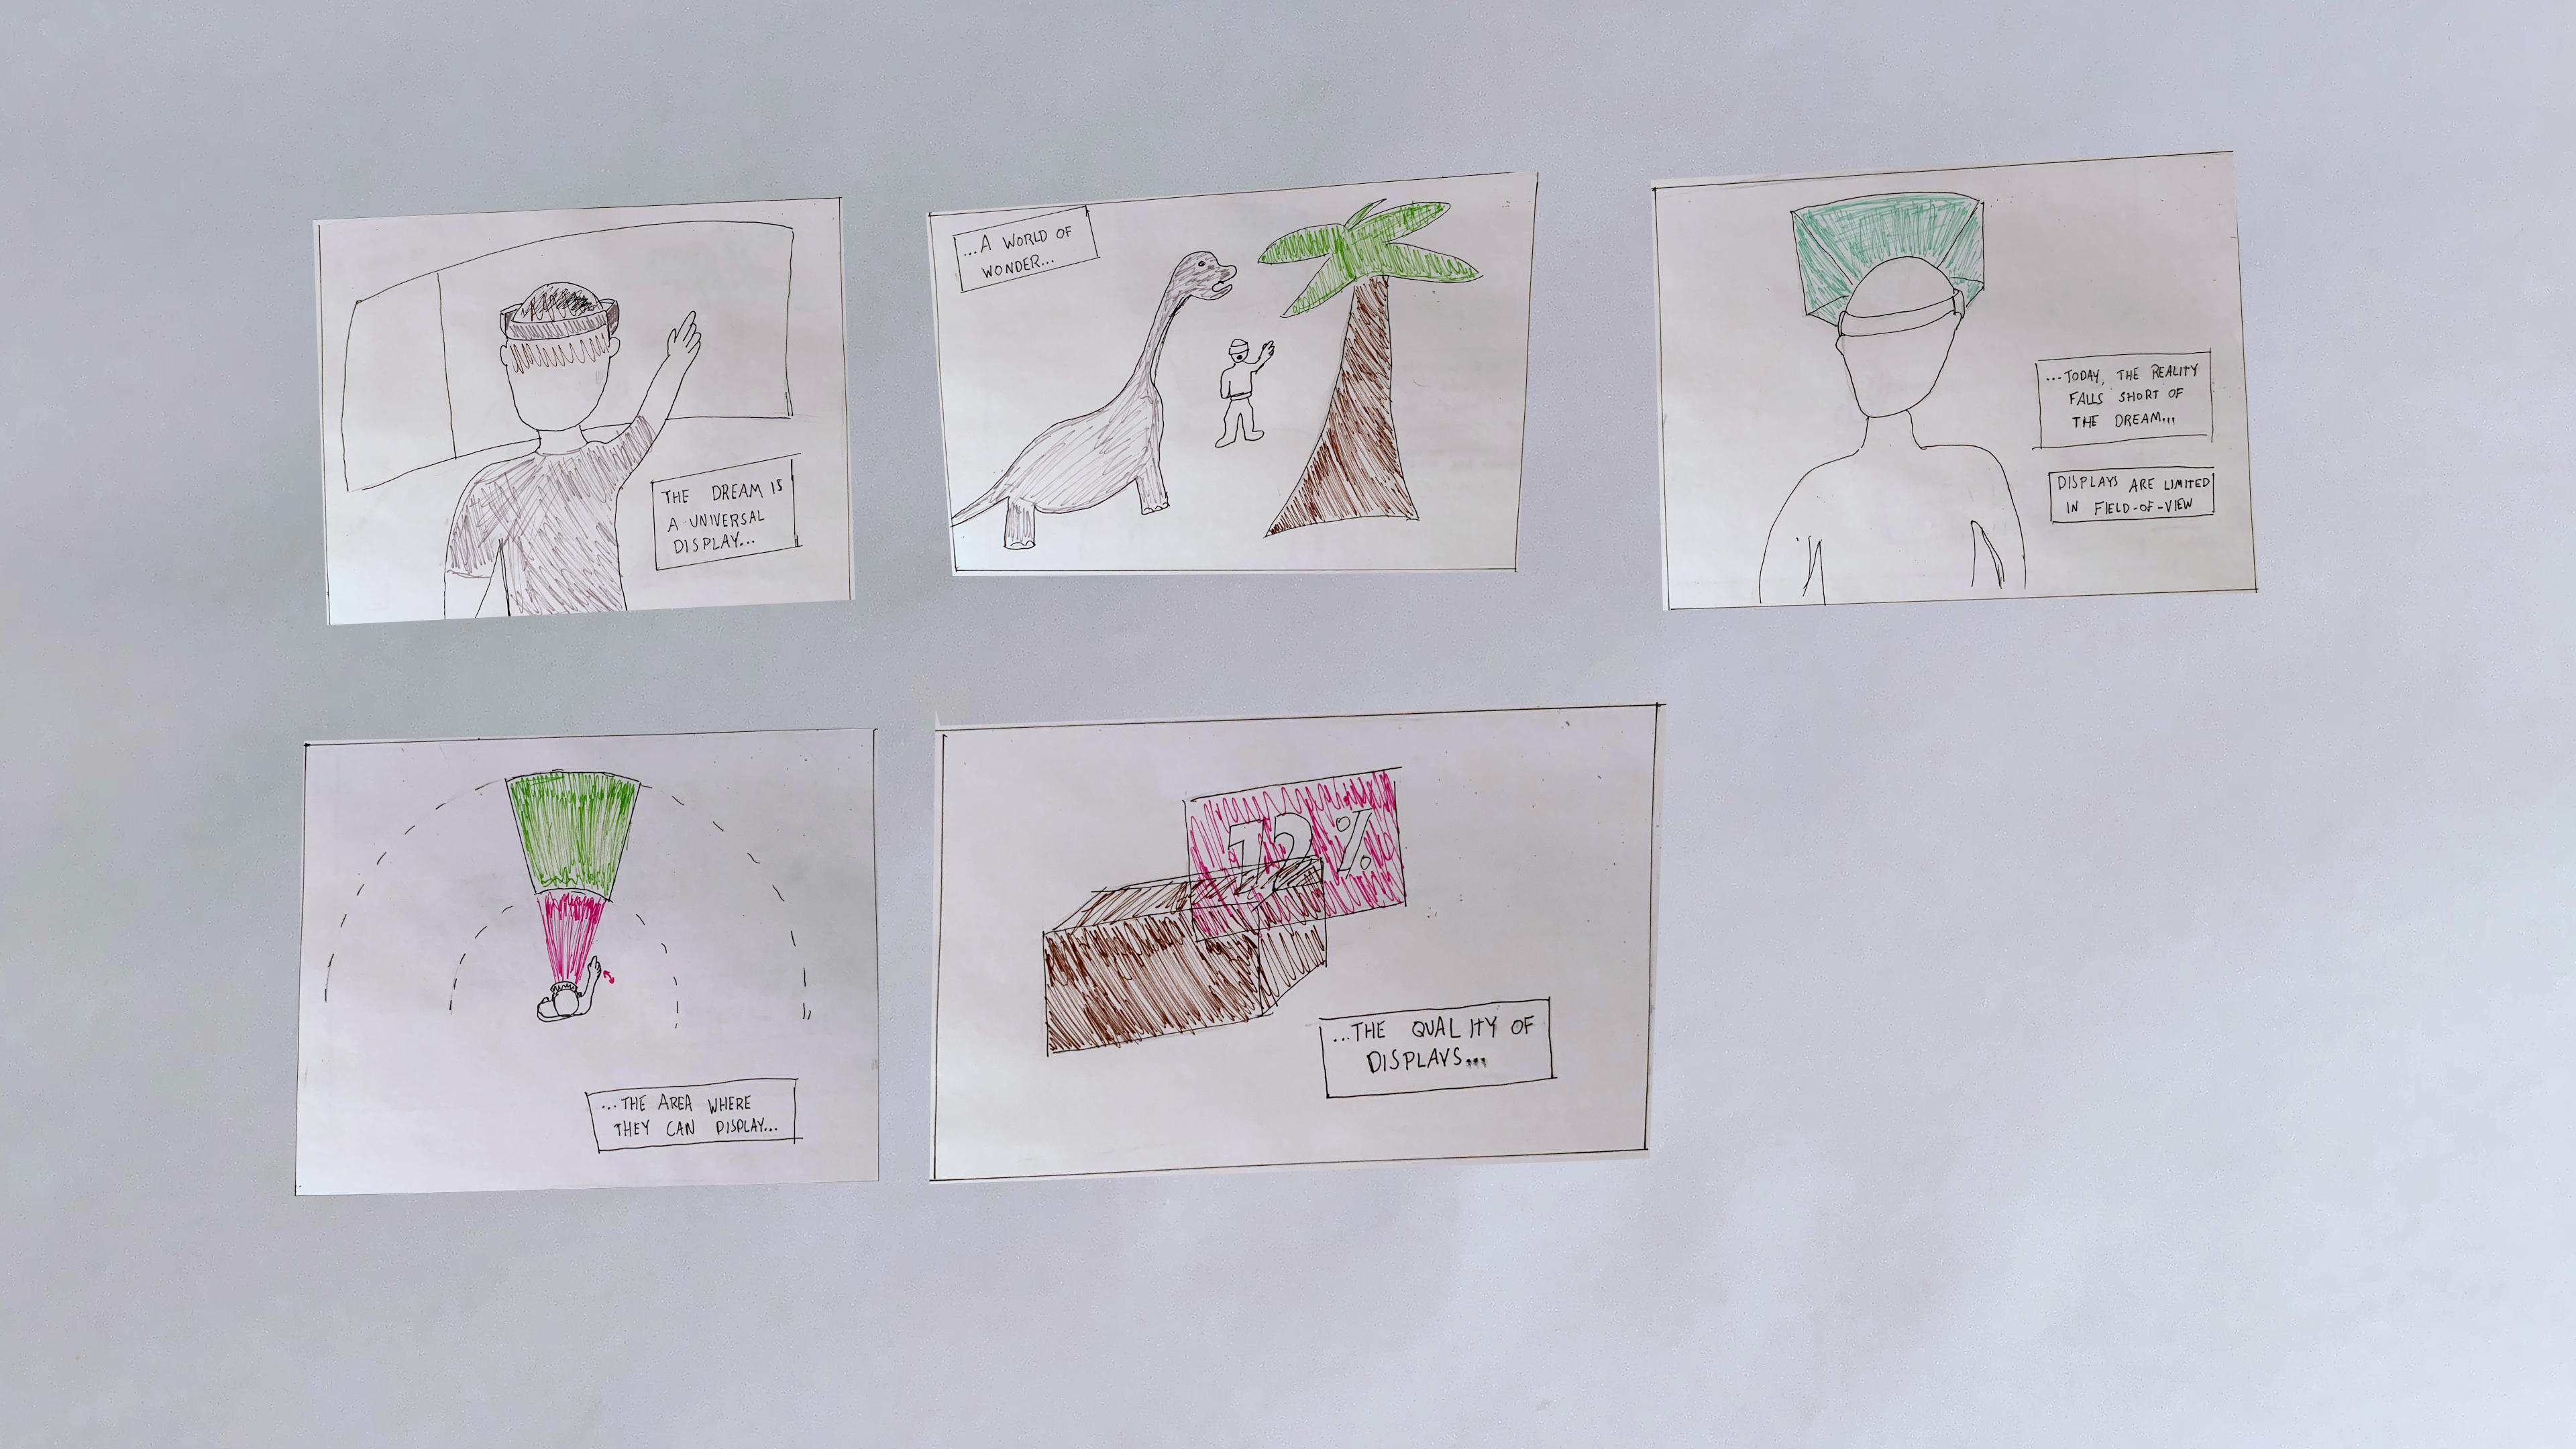 THE DREAM IS
A UNIVERSAL
DISPLAY...
...A WORLD OF
WONDER...
...TODAY, THE REALITY
FALLS SHORT OF
THE DREAM...
DISPLAYS ARE LIMITED
IN FIELD-OF-VIEW
...THE AREA WHERE
THEY CAN DISPLAY...
12%
...THE QUALITY OF
DISPLAYS...